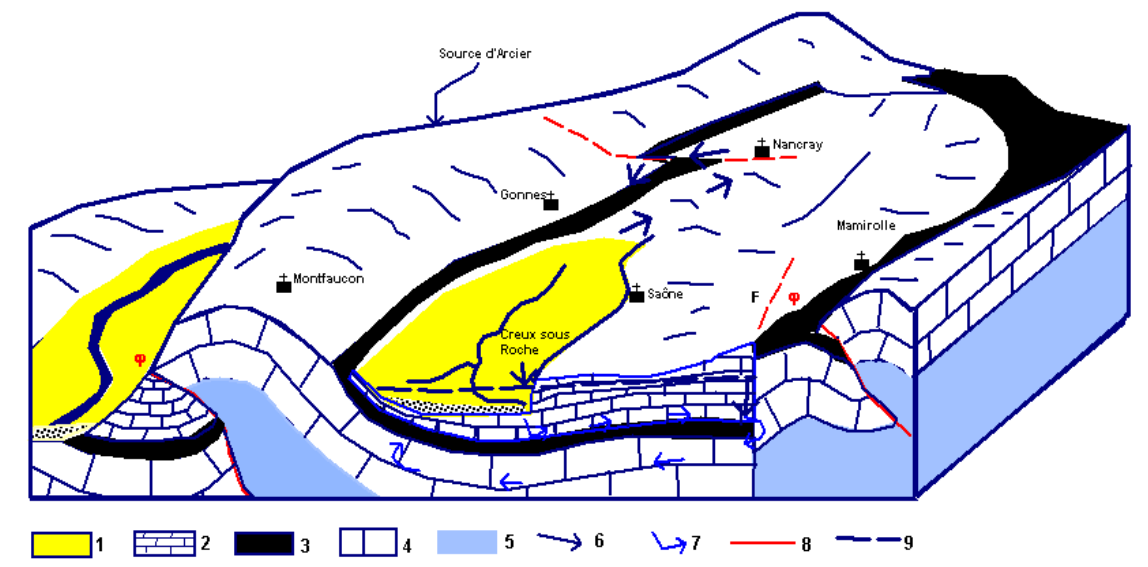 Source d'Arcier
Nancray
Gonnes
Mamirolle
Montfaucon
Saône
F
φ
Creux sous
Roche
φ
1
2
3
4
5
6
7
8
9